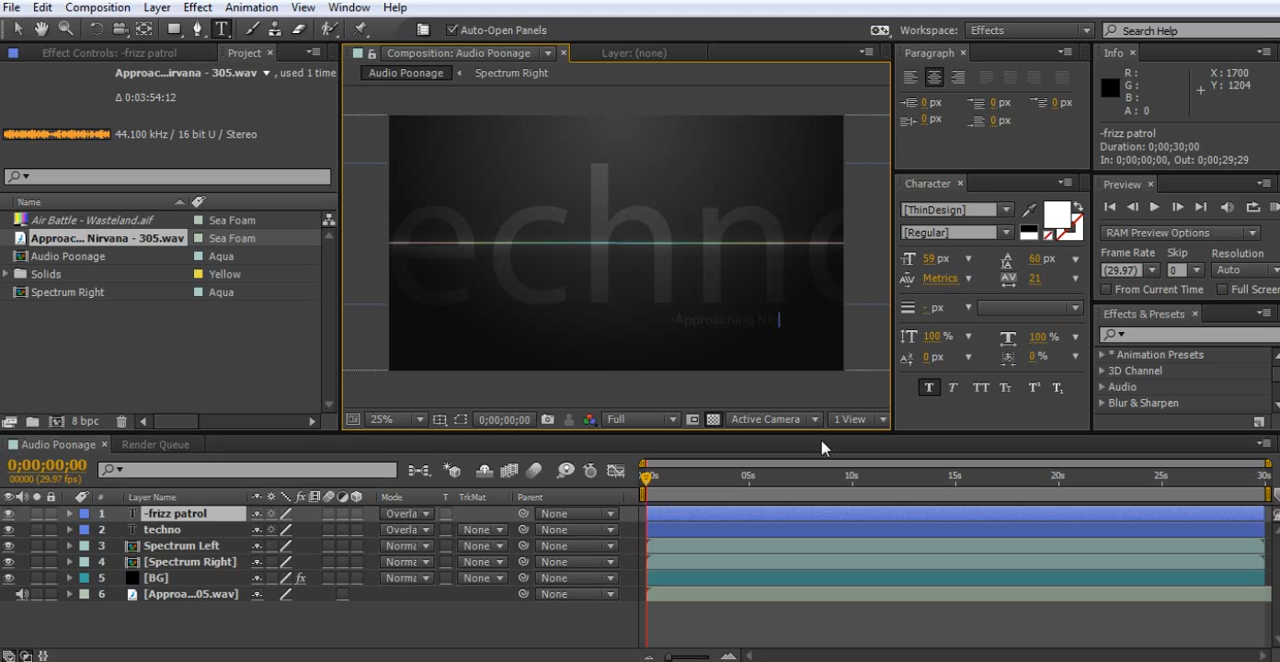 File Edit Composition Layer Effect Animation View Window Help
Auto-Open Panels Workspace: Effects Search Help
Effect Controls: -frizz patrol Project
Approac...irvana - 305.wav , used 1 time
Δ 0:03:54:12
44.100 kHz / 16 bit U / Stereo
Name
Air Battle - Wasteland.aif Sea Foam
Approac... Nirvana - 305.wav Sea Foam
Audio Poonage Aqua
Solids Yellow
Spectrum Right Aqua
8 bpc
Composition: Audio Poonage Layer: (none)
Audio Poonage Spectrum Right
echno
Approaching
25% 0;00;00;00 Full Active Camera 1 View
Paragraph
0 px 0 px 0 px
0 px 0 px
Character
[ThinDesign]
[Regular]
59 px 60 px
Metrics 21
- px
100 % 100 %
0 px 0 %
T T TT Tr T¹ T₁
Info
R: X: 1700
G: Y: 1204
B:
A: 0
-frizz patrol
Duration: 0;00;30;00
In: 0;00;00;00, Out: 0;00;29;29
Preview
RAM Preview Options
Frame Rate Skip Resolution
(29.97) 0 Auto
From Current Time Full Screen
Effects & Presets
* Animation Presets
3D Channel
Audio
Blur & Sharpen
Audio Poonage Render Queue
0;00;00;00
00000 (29.97 fps)
05s 10s 15s 20s 25s 30s
# Layer Name Mode T TrkMat Parent
1 -frizz patrol Overla None
2 techno Overla None None
3 Spectrum Left Norma None None
4 [Spectrum Right] Norma None None
5 [BG] Norma None None
6 [Approa...05.wav] None